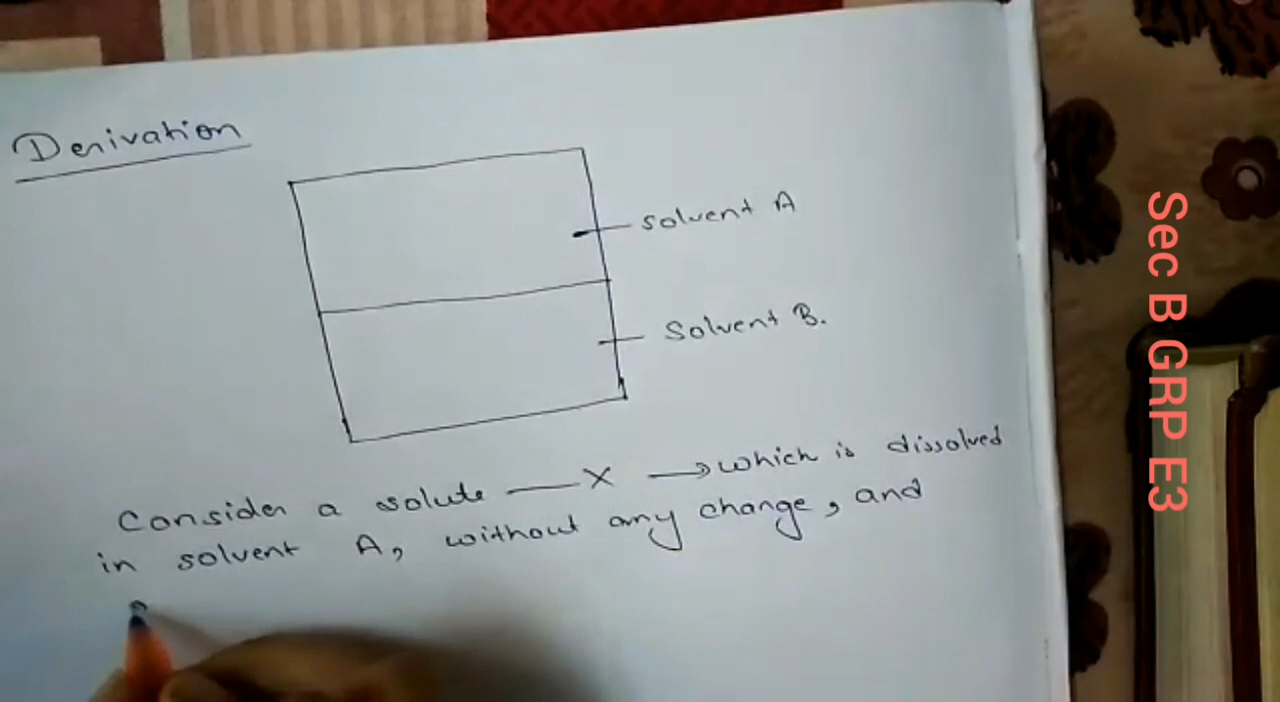 Derivation
solvent A
Solvent B.
Consider a solute — X → which is dissolved
in solvent A, without any change, and
Sec B GRP E3